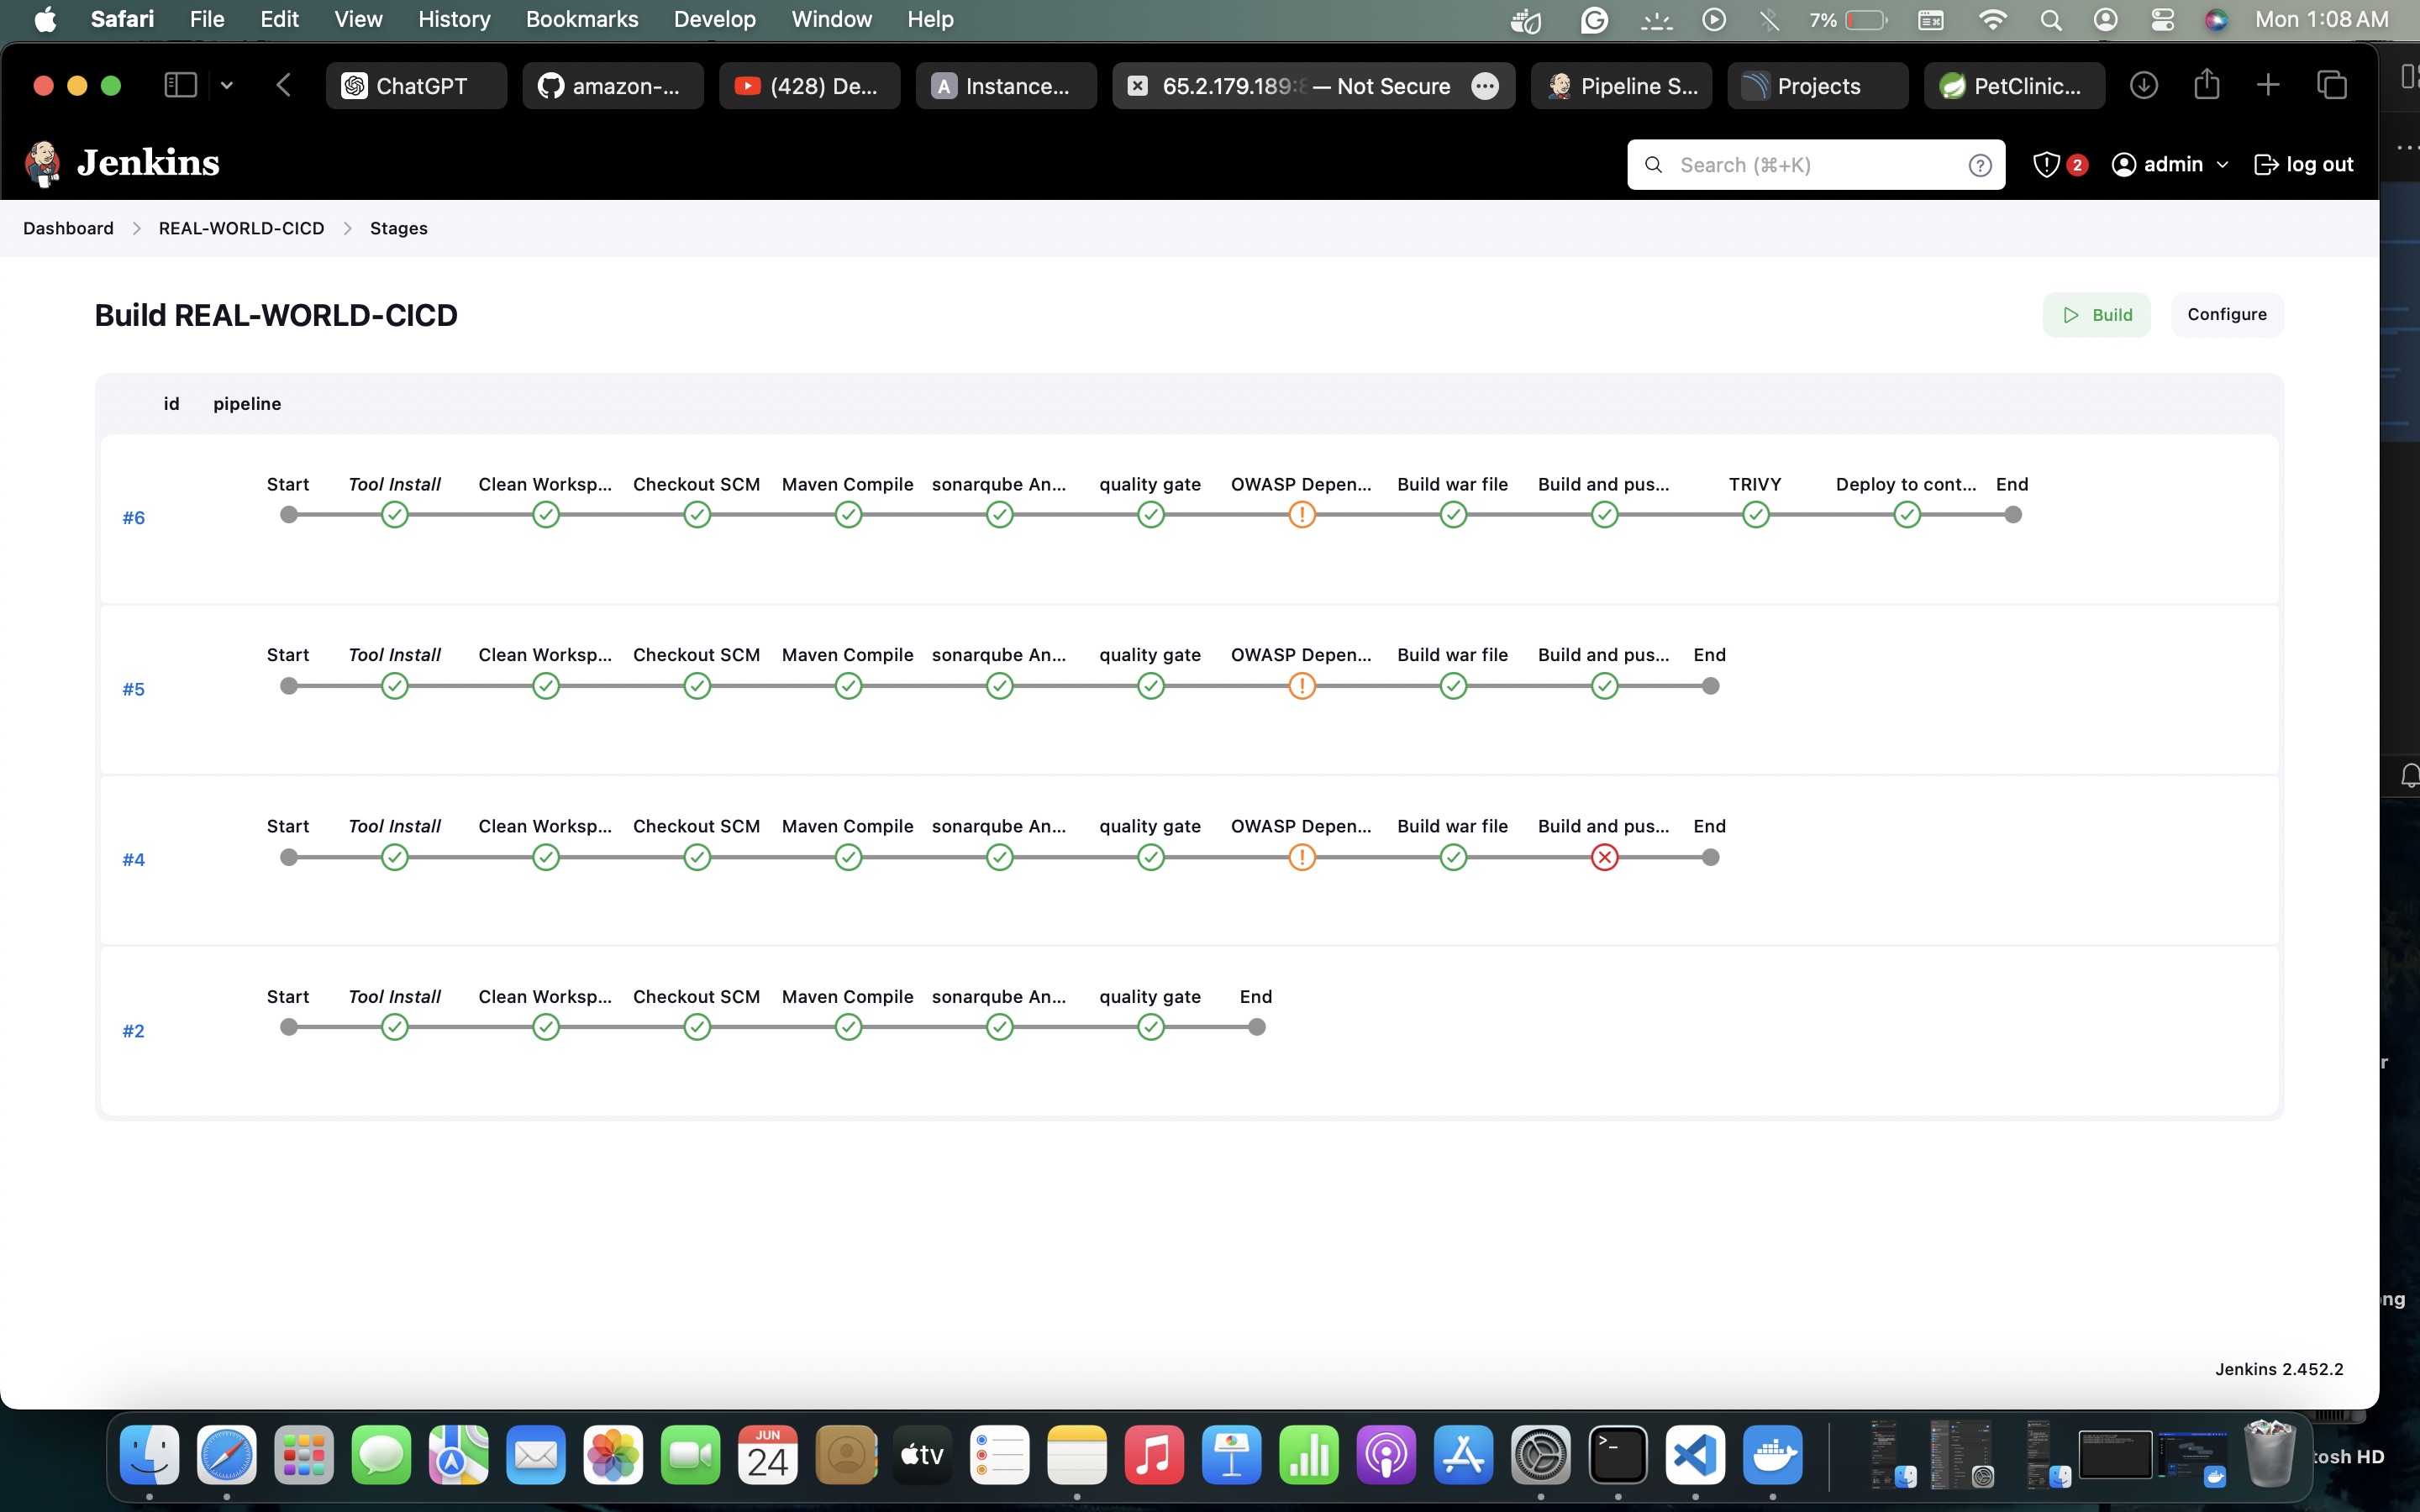 Safari File Edit View History Bookmarks Develop Window Help 7% Mon 1:08 AM
ChatGPT amazon-... (428) De... A Instance... 65.2.179.189: — Not Secure Pipeline S... Projects PetClinic...
Jenkins Search (⌘+K) 2 admin log out
Dashboard REAL-WORLD-CICD Stages
Build REAL-WORLD-CICD Build Configure
id pipeline
Start Tool Install Clean Worksp... Checkout SCM Maven Compile sonarqube An... quality gate OWASP Depen... Build war file Build and pus... TRIVY Deploy to cont... End
#6
Start Tool Install Clean Worksp... Checkout SCM Maven Compile sonarqube An... quality gate OWASP Depen... Build war file Build and pus... End
#5
Start Tool Install Clean Worksp... Checkout SCM Maven Compile sonarqube An... quality gate OWASP Depen... Build war file Build and pus... End
#4
Start Tool Install Clean Worksp... Checkout SCM Maven Compile sonarqube An... quality gate End
#2
Jenkins 2.452.2
JUN
24
tv
tosh HD